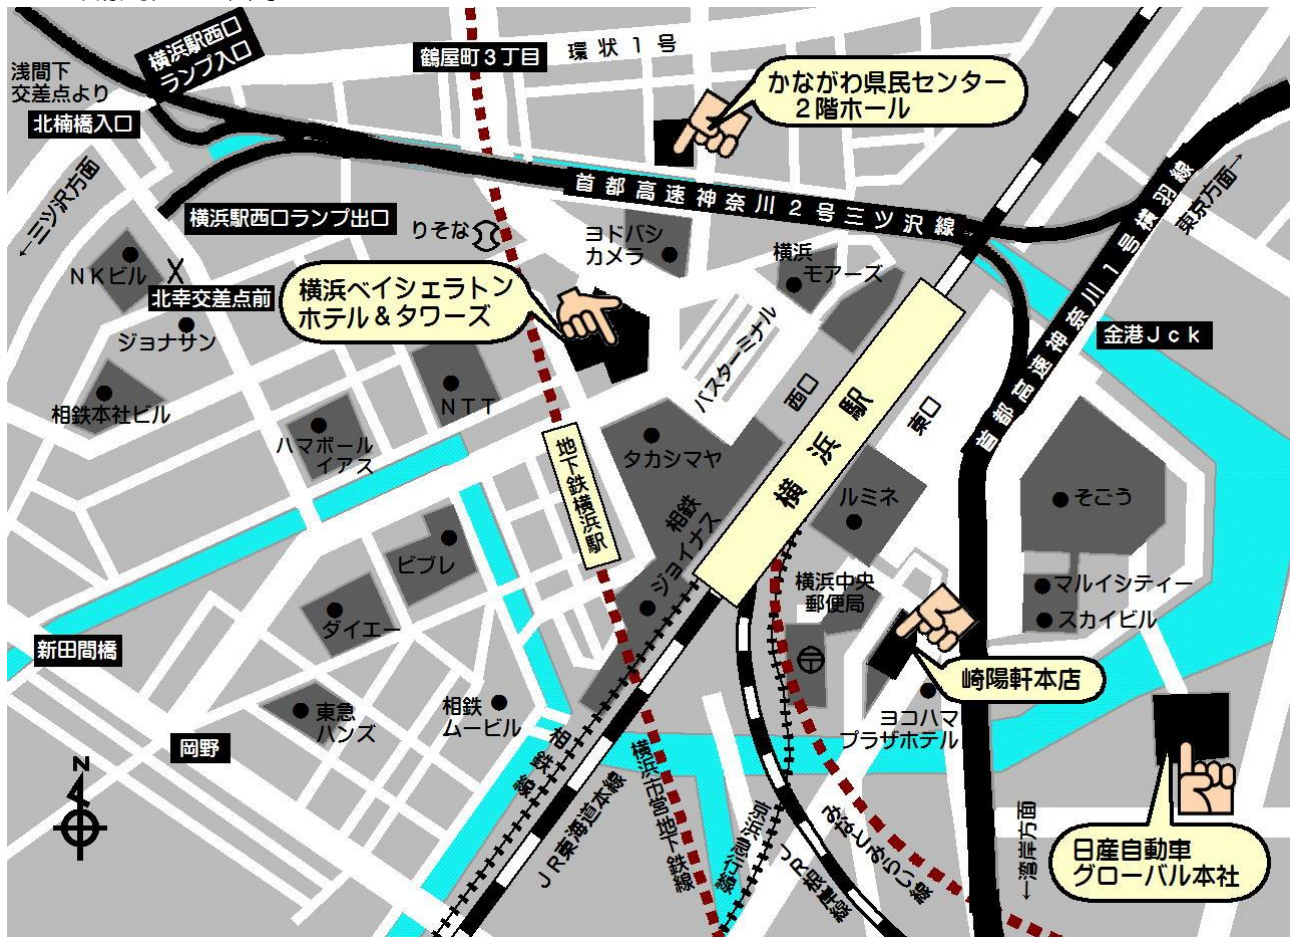 横浜駅西口
ランプ入口
鶴屋町3丁目
環状1号
浅間下
交差点より
北楠橋入口
かながわ県民センター
2階ホール
←三ツ沢方面
首都高速神奈川2号三ツ沢線
首都高速神奈川1号横羽線
東京方面→
横浜駅西口ランプ出口
りそな
ヨドバシ
カメラ
横浜
モアーズ
NKビル
北幸交差点前
横浜ベイシェラトン
ホテル&タワーズ
ジョナサン
バスターミナル
金港Jck
相鉄本社ビル
NTT
西口
東口
横浜駅
ハマボール
イアス
地下鉄横浜駅
タカシマヤ
相鉄
ジョイナス
ルミネ
そごう
ビブレ
ダイエー
横浜中央
郵便局
マルイシティー
スカイビル
新田間橋
崎陽軒本店
東急
ハンズ
相鉄
ムービル
ヨコハマ
プラザホテル
岡野
N
相鉄線
JR東海道本線
横浜市営地下鉄線
京浜急行線
JR根岸線
みなとみらい線
←湾岸方面
日産自動車
グローバル本社